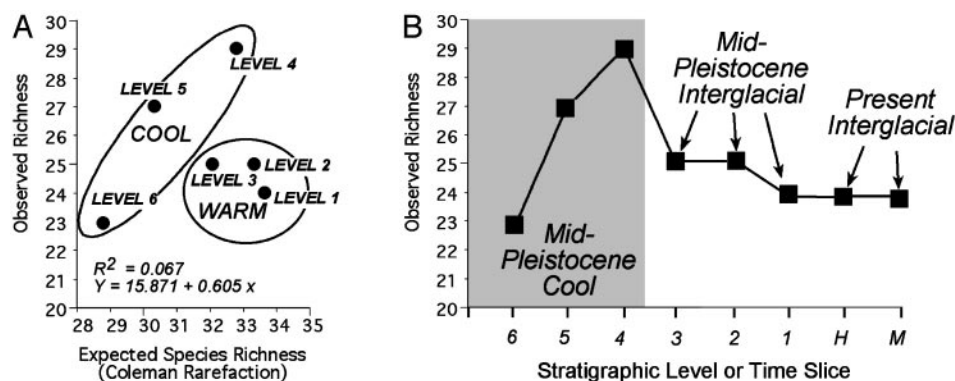 A
Observed Richness
30
29
28
27
26
25
24
23
22
21
20
LEVEL 4
LEVEL 5
COOL
LEVEL 2
LEVEL 3
LEVEL 1
LEVEL 6
WARM
R² = 0.067
Y = 15.871 + 0.605 x
28 29 30 31 32 33 34 35
Expected Species Richness
(Coleman Rarefaction)
B
Observed Richness
30
29
28
27
26
25
24
23
22
21
20
Mid-
Pleistocene
Interglacial
Present
Interglacial
Mid-
Pleistocene
Cool
6 5 4 3 2 1 H M
Stratigraphic Level or Time Slice